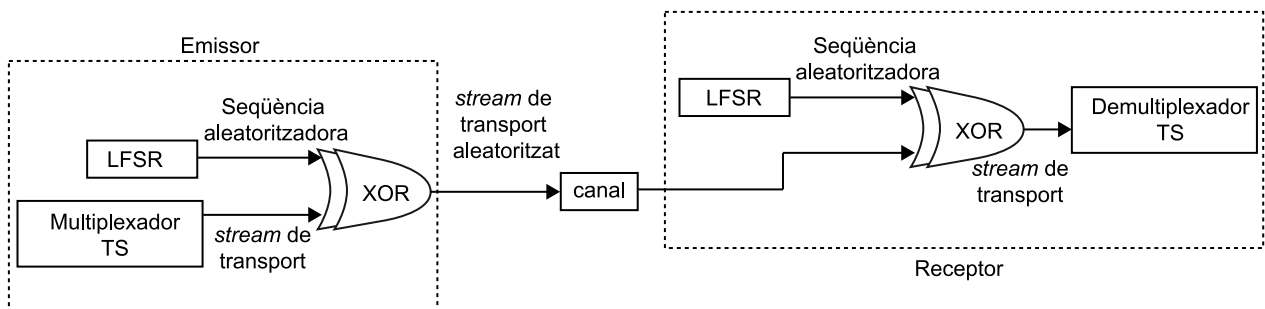 Emissor
Seqüència
aleatoritzadora
LFSR
XOR
Multiplexador
TS
stream de
transport
stream de
transport
aleatoritzat
canal
Seqüència
aleatoritzadora
LFSR
XOR
Demultiplexador
TS
stream de
transport
Receptor